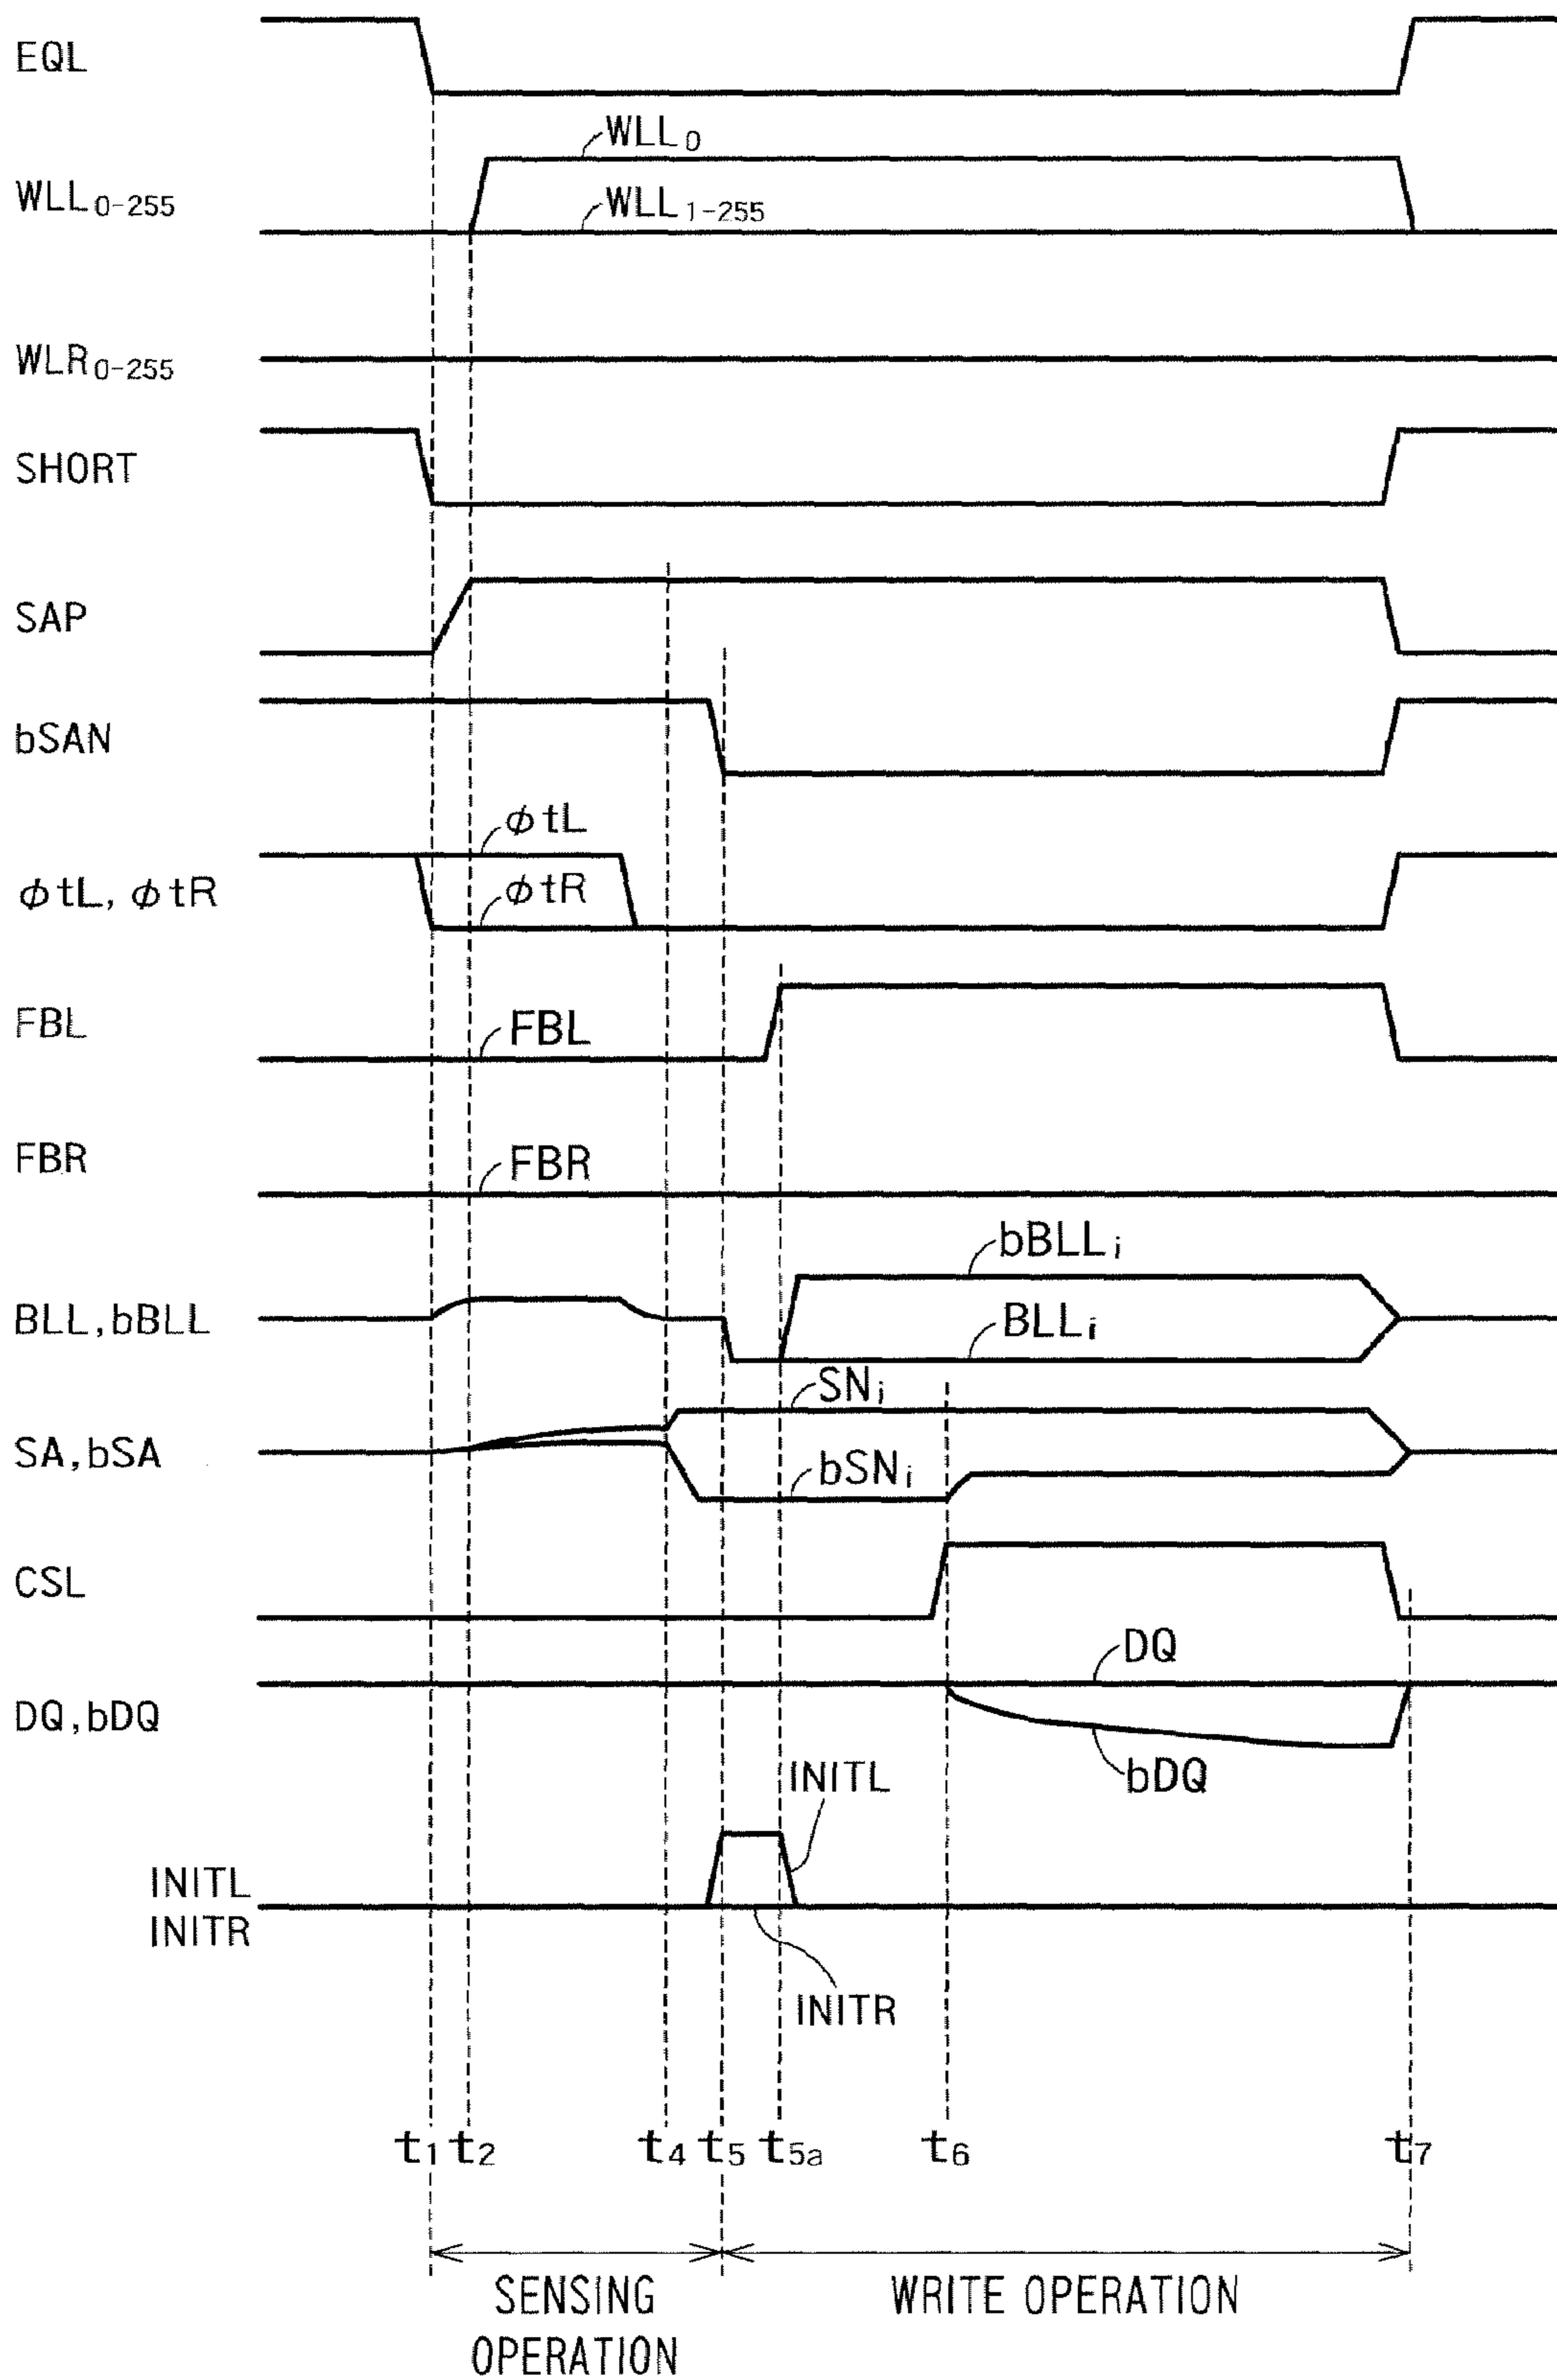 EQL
WLL0
WLL0-255
WLL1-255
WLR0-255
SHORT
SAP
bSAN
φtL
φtL, φtR
φtR
FBL
FBL
FBR
FBR
bBLLi
BLL,bBLL
BLLi
SNi
SA,bSA
bSNi
CSL
DQ
DQ,bDQ
bDQ
INITL
INITL
INITR
INITR
t1 t2 t4 t5 t5a t6 t7
SENSING
OPERATION
WRITE OPERATION